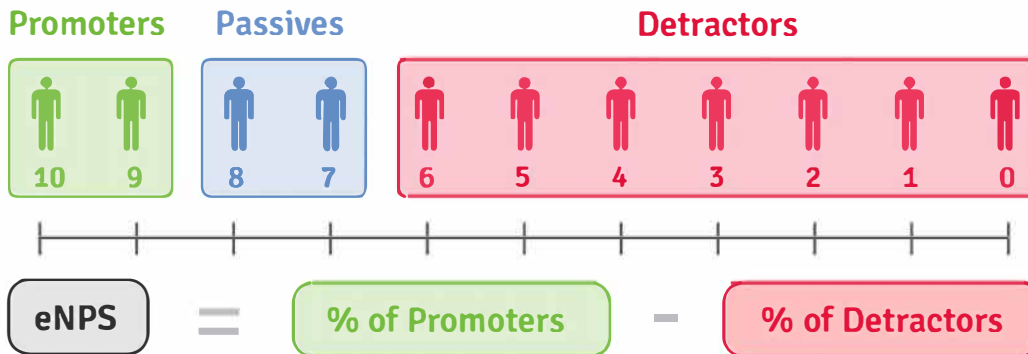 Promoters Passives Detractors
10 9 8 7 6 5 4 3 2 1 0
eNPS = % of Promoters - % of Detractors